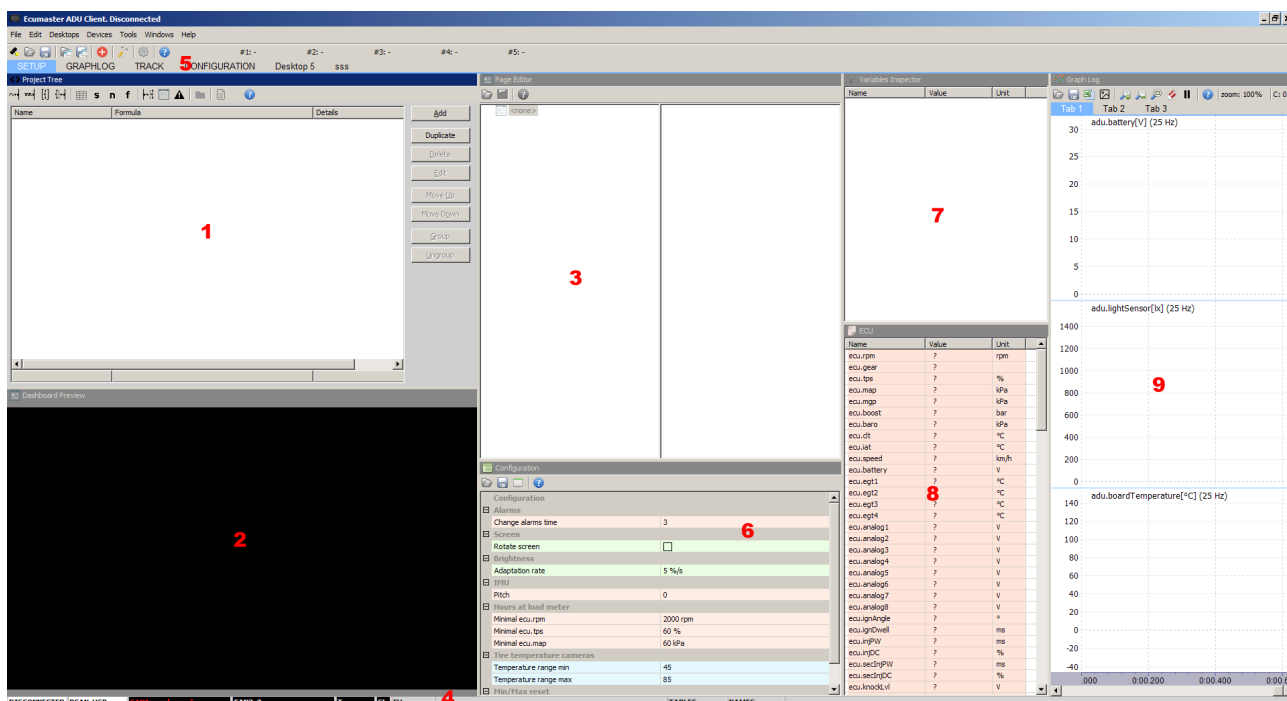 Ecumaster ADU Client. Disconnected
File Edit Desktops Devices Tools Windows Help
#1: - #2: - #3: - #4: - #5: -
SETUP GRAPHLOG TRACK 5 CONFIGURATION Desktop 5 sss
Project Tree
s n f
Name Formula Details
Add
Duplicate
Delete
Edit
Move Up
Move Down
Group
Ungroup
1
Dashboard Preview
2
Page Editor
<none>
3
Configuration
Configuration
Alarms
Change alarms time 3
6
Screen
Rotate screen
Brightness
Adaptation rate 5 %/s
IMU
Pitch 0
Hours at load meter
Minimal ecu.rpm 2000 rpm
Minimal ecu.tps 60 %
Minimal ecu.map 60 kPa
Tire temperature cameras
Temperature range min 45
Temperature range max 85
Min/Max reset
Variables Inspector
Name Value Unit
7
ECU
Name Value Unit
ecu.rpm ? rpm
ecu.gear ?
ecu.tps ? %
ecu.map ? kPa
ecu.mgp ? kPa
ecu.boost ? bar
ecu.baro ? kPa
ecu.clt ? °C
ecu.iat ? °C
ecu.speed ? km/h
ecu.battery ? V
ecu.egt1 ? °C
ecu.egt2 ? °C
8
ecu.egt3 ? °C
ecu.egt4 ? °C
ecu.analog1 ? V
ecu.analog2 ? V
ecu.analog3 ? V
ecu.analog4 ? V
ecu.analog5 ? V
ecu.analog6 ? V
ecu.analog7 ? V
ecu.analog8 ? V
ecu.ignAngle ? °
ecu.ignDwell ? ms
ecu.injPW ? ms
ecu.injDC ? %
ecu.secInjPW ? ms
ecu.secInjDC ? %
ecu.knockLvl ? V
Graph Log
zoom: 100% C: 0
Tab 1 Tab 2 Tab 3
adu.battery[V] (25 Hz)
30
25
20
15
10
5
0
adu.lightSensor[lx] (25 Hz)
1400
1200
1000
9
800
600
400
200
0
adu.boardTemperature[°C] (25 Hz)
140
120
100
80
60
40
20
0
-20
-40
.000 0:00.200 0:00.400 0:00.6
4